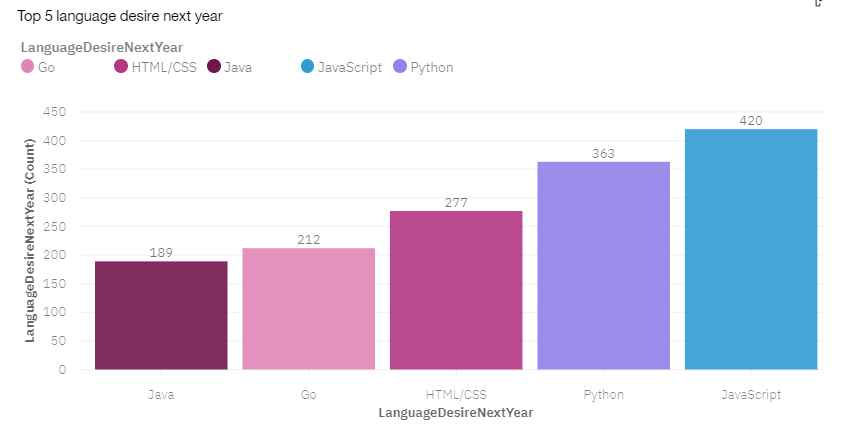 Top 5 language desire next year
LanguageDesireNextYear
Go HTML/CSS Java JavaScript Python
LanguageDesireNextYear (Count)
450
400
350
300
250
200
150
100
50
0
189
212
277
363
420
Java Go HTML/CSS Python JavaScript
LanguageDesireNextYear